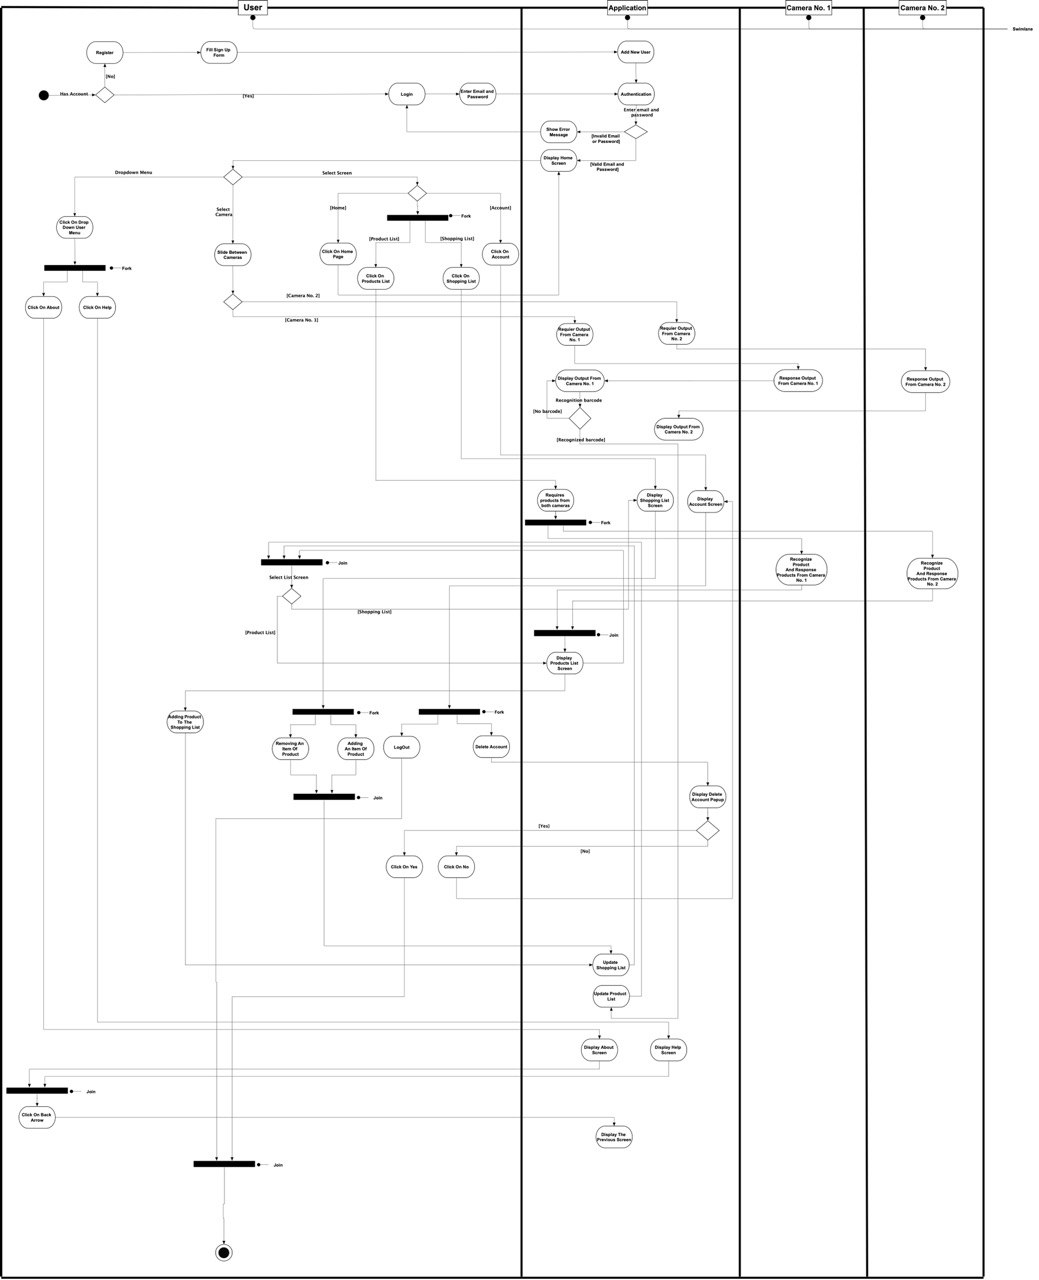 User
Application
Camera No. 1
Camera No. 2
Swimlane
Register
Fill Sign Up
Form
Add New User
[No]
Has Account
[Yes]
Login
Enter Email and
Password
Authentication
Enter email and
password
Show Error
Message
[Invalid Email
or Password]
Display Home
Screen
[Valid Email and
Password]
Dropdown Menu
Select Screen
Select
Camera
[Home]
[Account]
Fork
Click On Drop
Down User
Menu
[Product List]
[Shopping List]
Slide Between
Cameras
Click On Home
Page
Click On
Account
Fork
Click On
Products List
Click On
Shopping List
Click On About
Click On Help
[Camera No. 2]
[Camera No. 1]
Requier Output
From Camera
No. 1
Requier Output
From Camera
No. 2
Display Output From
Camera No. 1
Response Output
From Camera No. 1
Response Output
From Camera No. 2
Recognition barcode
[No barcode]
Display Output From
Camera No. 2
[Recognized barcode]
Requires
products from
both cameras
Display
Shopping List
Screen
Display
Account Screen
Fork
Join
Recognize
Product
And Response
Products From Camera
No. 1
Recognize
Product
And Response
Products From Camera
No. 2
Select List Screen
[Shopping List]
[Product List]
Join
Display
Products List
Screen
Adding Product
To The
Shopping List
Fork
Fork
Removing An
Item Of
Product
Adding
An Item Of
Product
LogOut
Delete Account
Join
Display Delete
Account Popup
[Yes]
[No]
Click On Yes
Click On No
Update
Shopping List
Update Product
List
Display About
Screen
Display Help
Screen
Join
Click On Back
Arrow
Display The
Previous Screen
Join